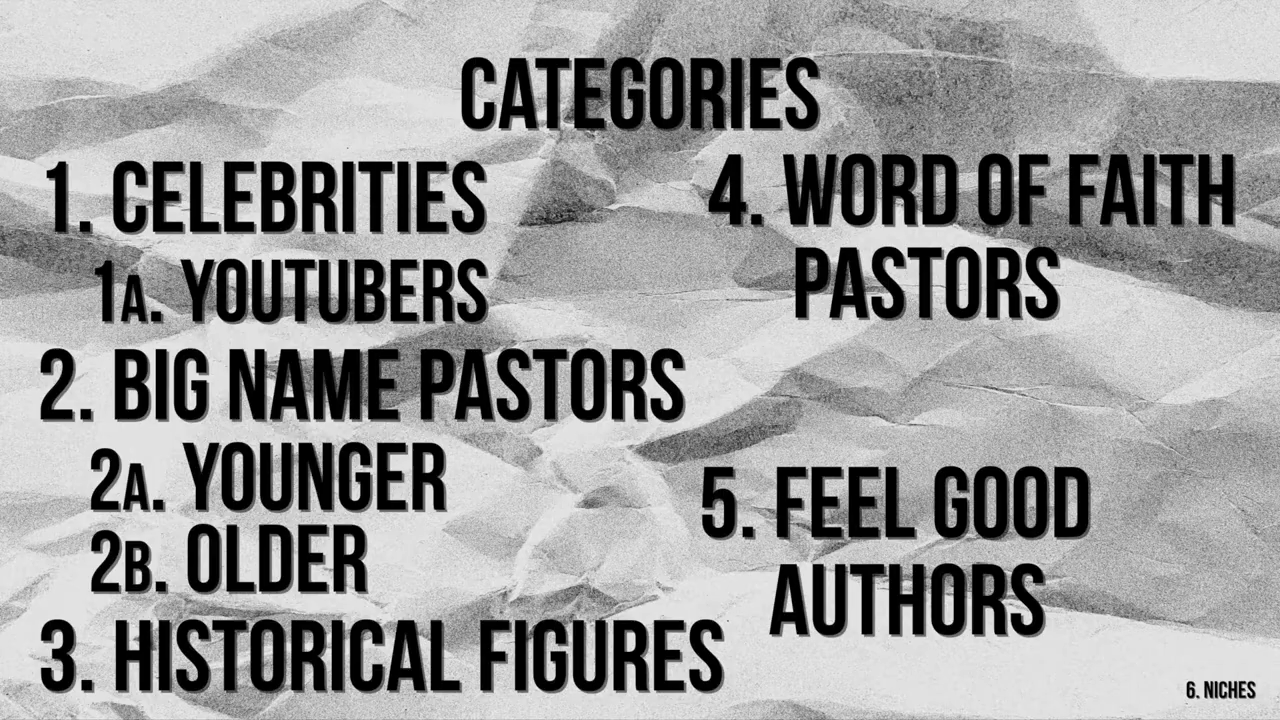 CATEGORIES
1. CELEBRITIES
1A. YOUTUBERS
2. BIG NAME PASTORS
2A. YOUNGER
2B. OLDER
3. HISTORICAL FIGURES
4. WORD OF FAITH
PASTORS
5. FEEL GOOD
AUTHORS
6. NICHES